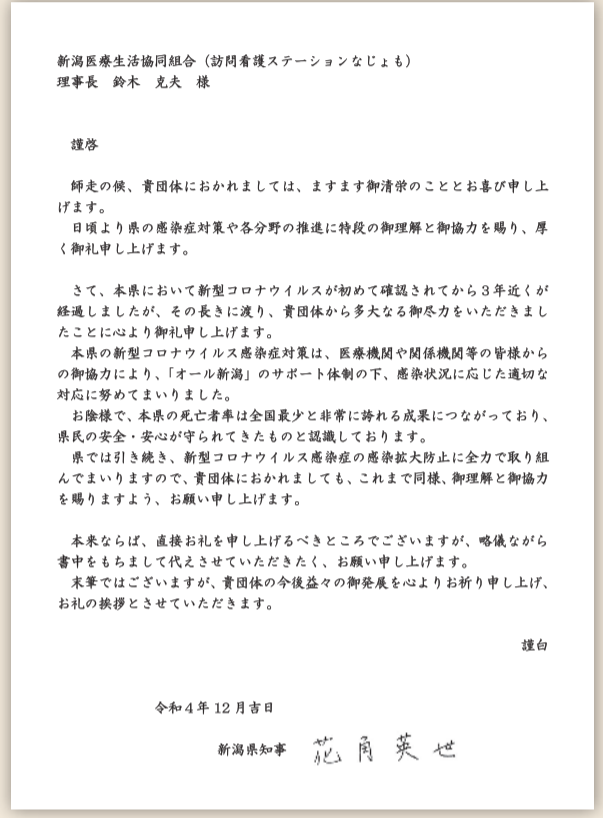 新潟医療生活協同組合（訪問看護ステーションなじょも）
理事長　鈴木　克夫　様
謹啓
師走の候、貴団体におかれましては、ますます御清栄のこととお喜び申し上
げます。
日頃より県の感染症対策や各分野の推進に特段の御理解と御協力を賜り、厚
く御礼申し上げます。
さて、本県において新型コロナウイルスが初めて確認されてから３年近くが
経過しましたが、その長きに渡り、貴団体から多大なる御尽力をいただきまし
たことに心より御礼申し上げます。
本県の新型コロナウイルス感染症対策は、医療機関や関係機関等の皆様から
の御協力により、「オール新潟」のサポート体制の下、感染状況に応じた適切な
対応に努めてまいりました。
お陰様で、本県の死亡者率は全国最少と非常に誇れる成果につながっており、
県民の安全・安心が守られてきたものと認識しております。
県では引き続き、新型コロナウイルス感染症の感染拡大防止に全力で取り組
んでまいりますので、貴団体におかれましても、これまで同様、御理解と御協力
を賜りますよう、お願い申し上げます。
本来ならば、直接お礼を申し上げるべきところでございますが、略儀ながら
書中をもちまして代えさせていただきたく、お願い申し上げます。
末筆ではございますが、貴団体の今後益々の御発展を心よりお祈り申し上げ、
お礼の挨拶とさせていただきます。
謹白
令和４年12月吉日
新潟県知事　花角英世